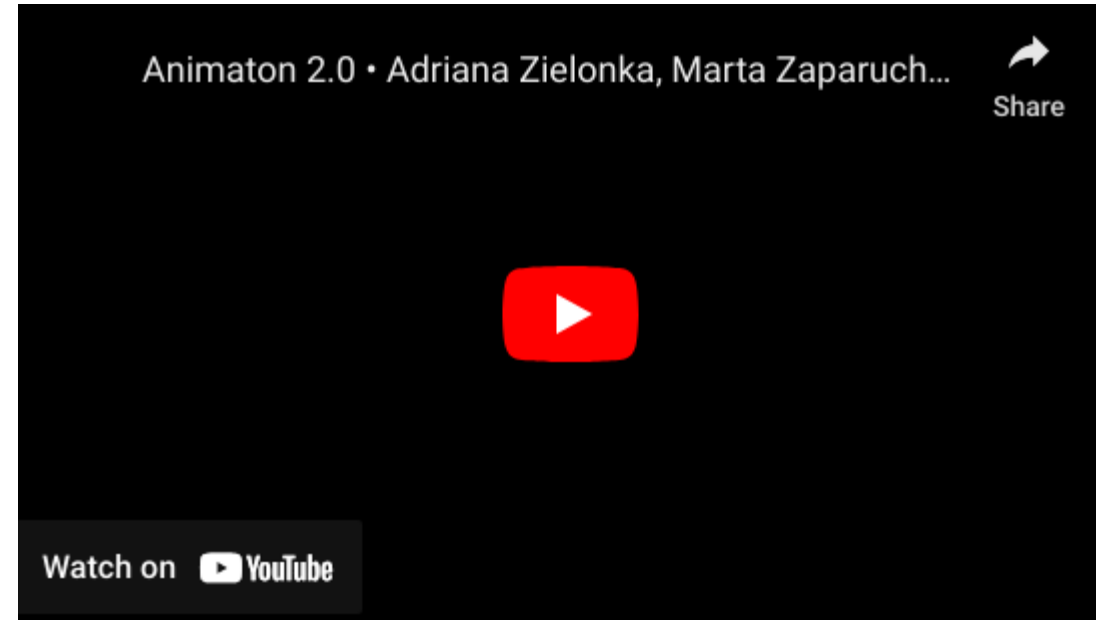 Animaton 2.0 • Adriana Zielonka, Marta Zaparuch...
Share
Watch on YouTube